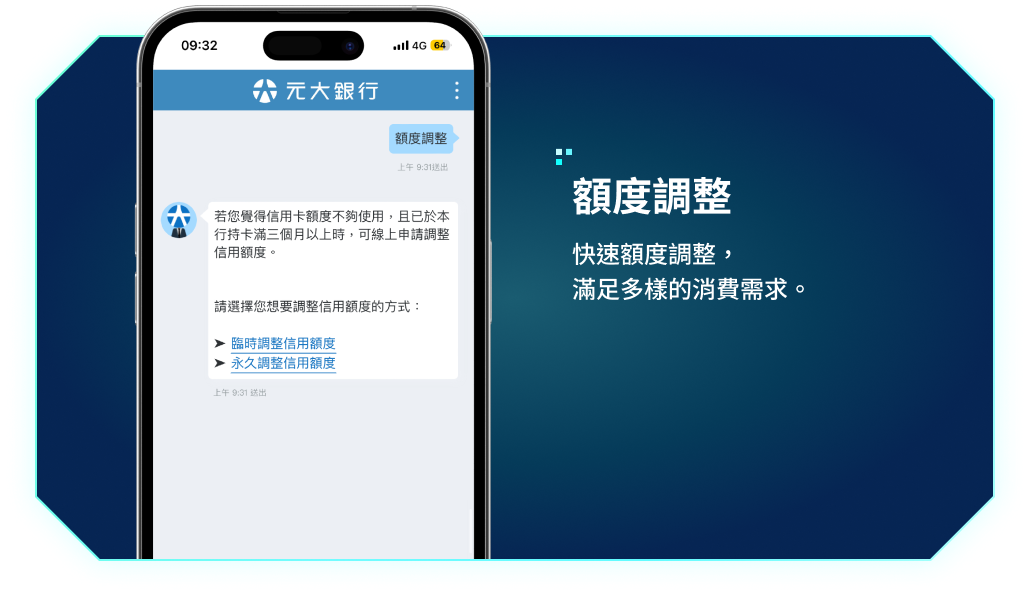 09:32
4G
64
元大銀行
額度調整
上午 9:31送出
若您覺得信用卡額度不夠使用，且已於本
行持卡滿三個月以上時，可線上申請調整
信用額度。
請選擇您想要調整信用額度的方式：
➤ 臨時調整信用額度
➤ 永久調整信用額度
上午 9:31 送出
額度調整
快速額度調整，
滿足多樣的消費需求。